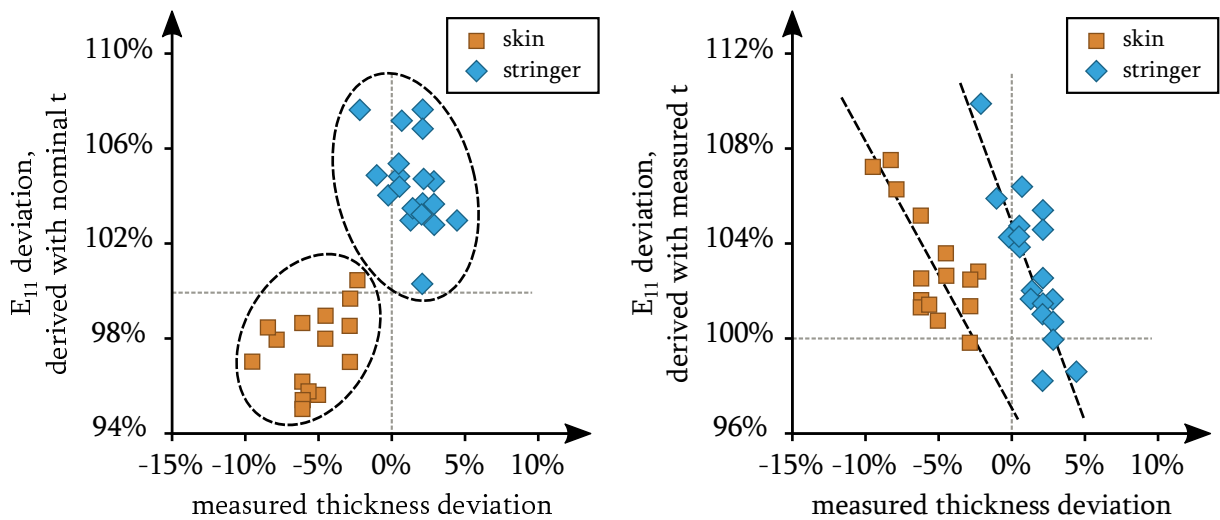 E11 deviation,
derived with nominal t
110%
106%
102%
98%
94%
-15% -10% -5% 0% 5% 10%
measured thickness deviation
skin
stringer
E11 deviation,
derived with measured t
112%
108%
104%
100%
96%
-15% -10% -5% 0% 5% 10%
measured thickness deviation
skin
stringer